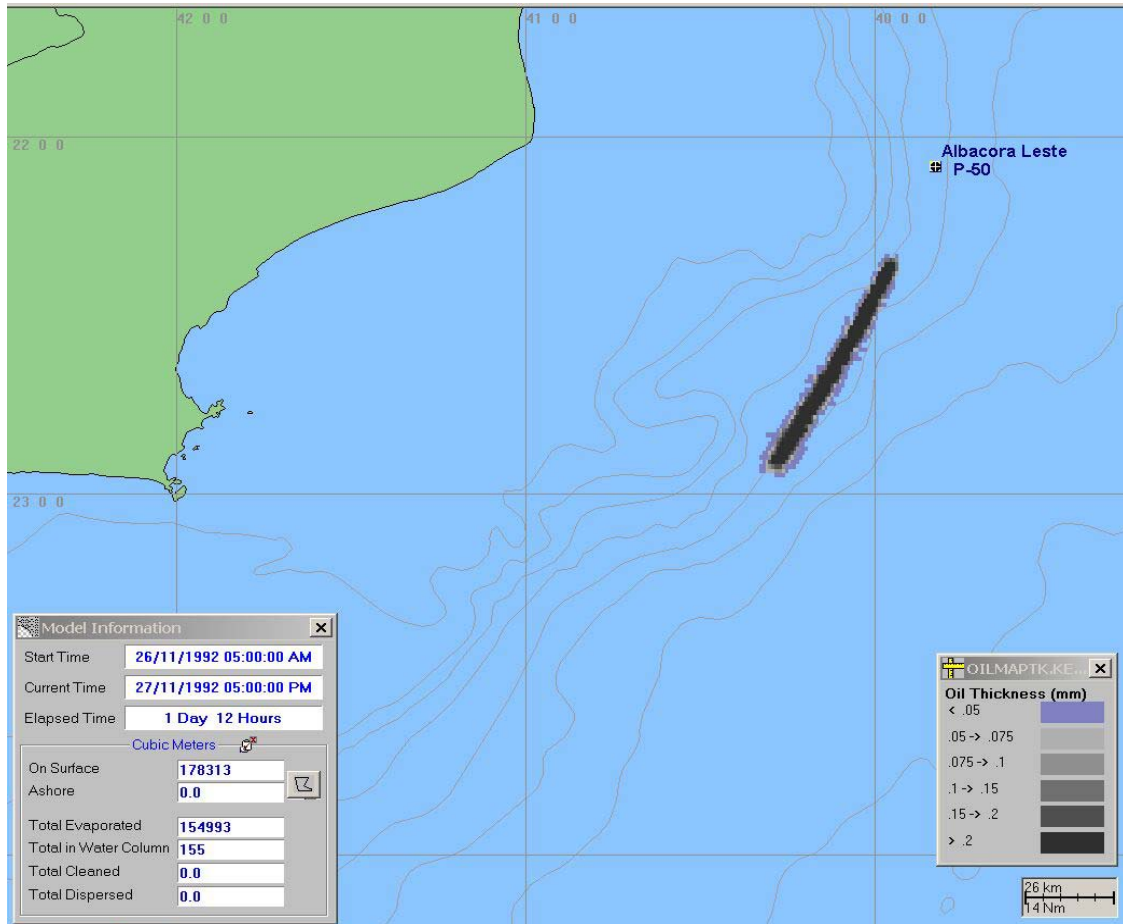 42 0 0
41 0 0
40 0 0
22 0 0
Albacora Leste
P-50
23 0 0
Model Information
Start Time 26/11/1992 05:00:00 AM
Current Time 27/11/1992 05:00:00 PM
Elapsed Time 1 Day 12 Hours
Cubic Meters
On Surface 178313
Ashore 0.0
Total Evaporated 154993
Total in Water Column 155
Total Cleaned 0.0
Total Dispersed 0.0
OILMAPTK.KE...
Oil Thickness (mm)
< .05
.05 -> .075
.075 -> .1
.1 -> .15
.15 -> .2
> .2
26 km
14 Nm